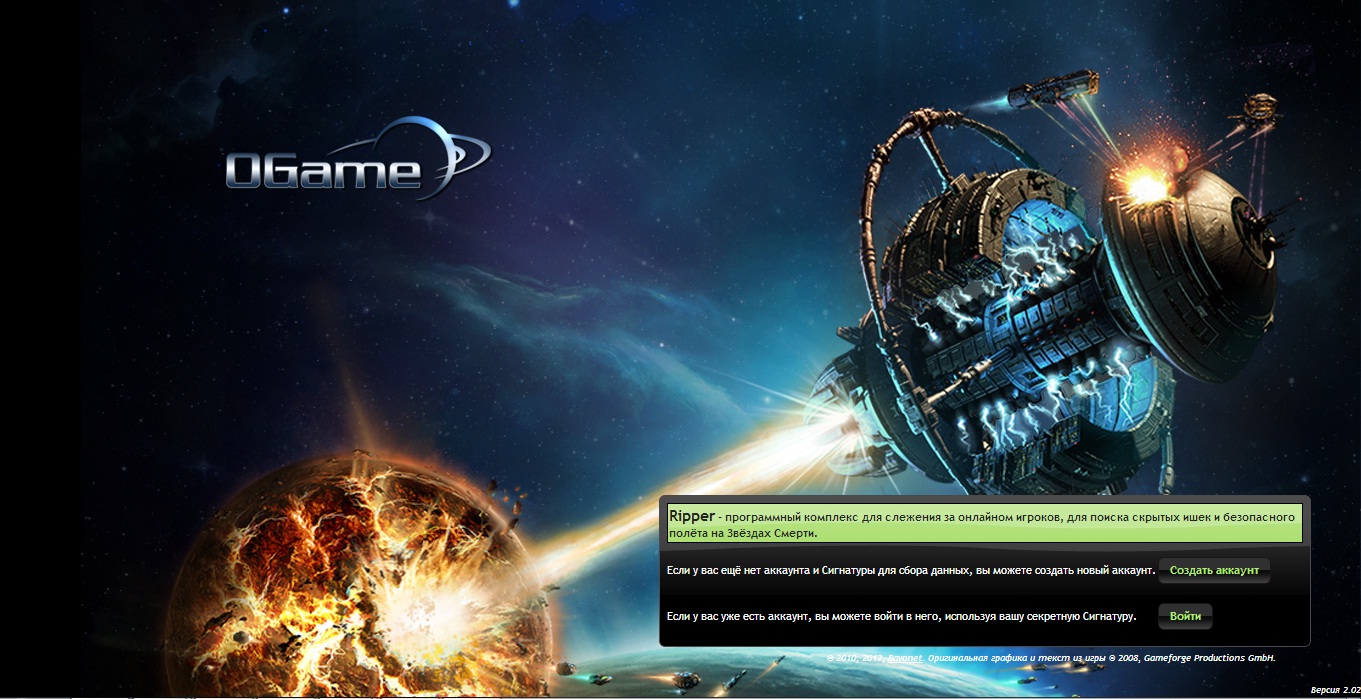 OGame
Ripper - программный комплекс для слежения за онлайном игроков, для поиска скрытых ишек и безопасного
полёта на Звёздах Смерти.
Если у вас ещё нет аккаунта и Сигнатуры для сбора данных, вы можете создать новый аккаунт. Создать аккаунт
Если у вас уже есть аккаунт, вы можете войти в него, используя вашу секретную Сигнатуру. Войти
© 2010, 2012, Bayonet. Оригинальная графика и текст из игры © 2008, Gameforge Productions GmbH.
Версия 2.02